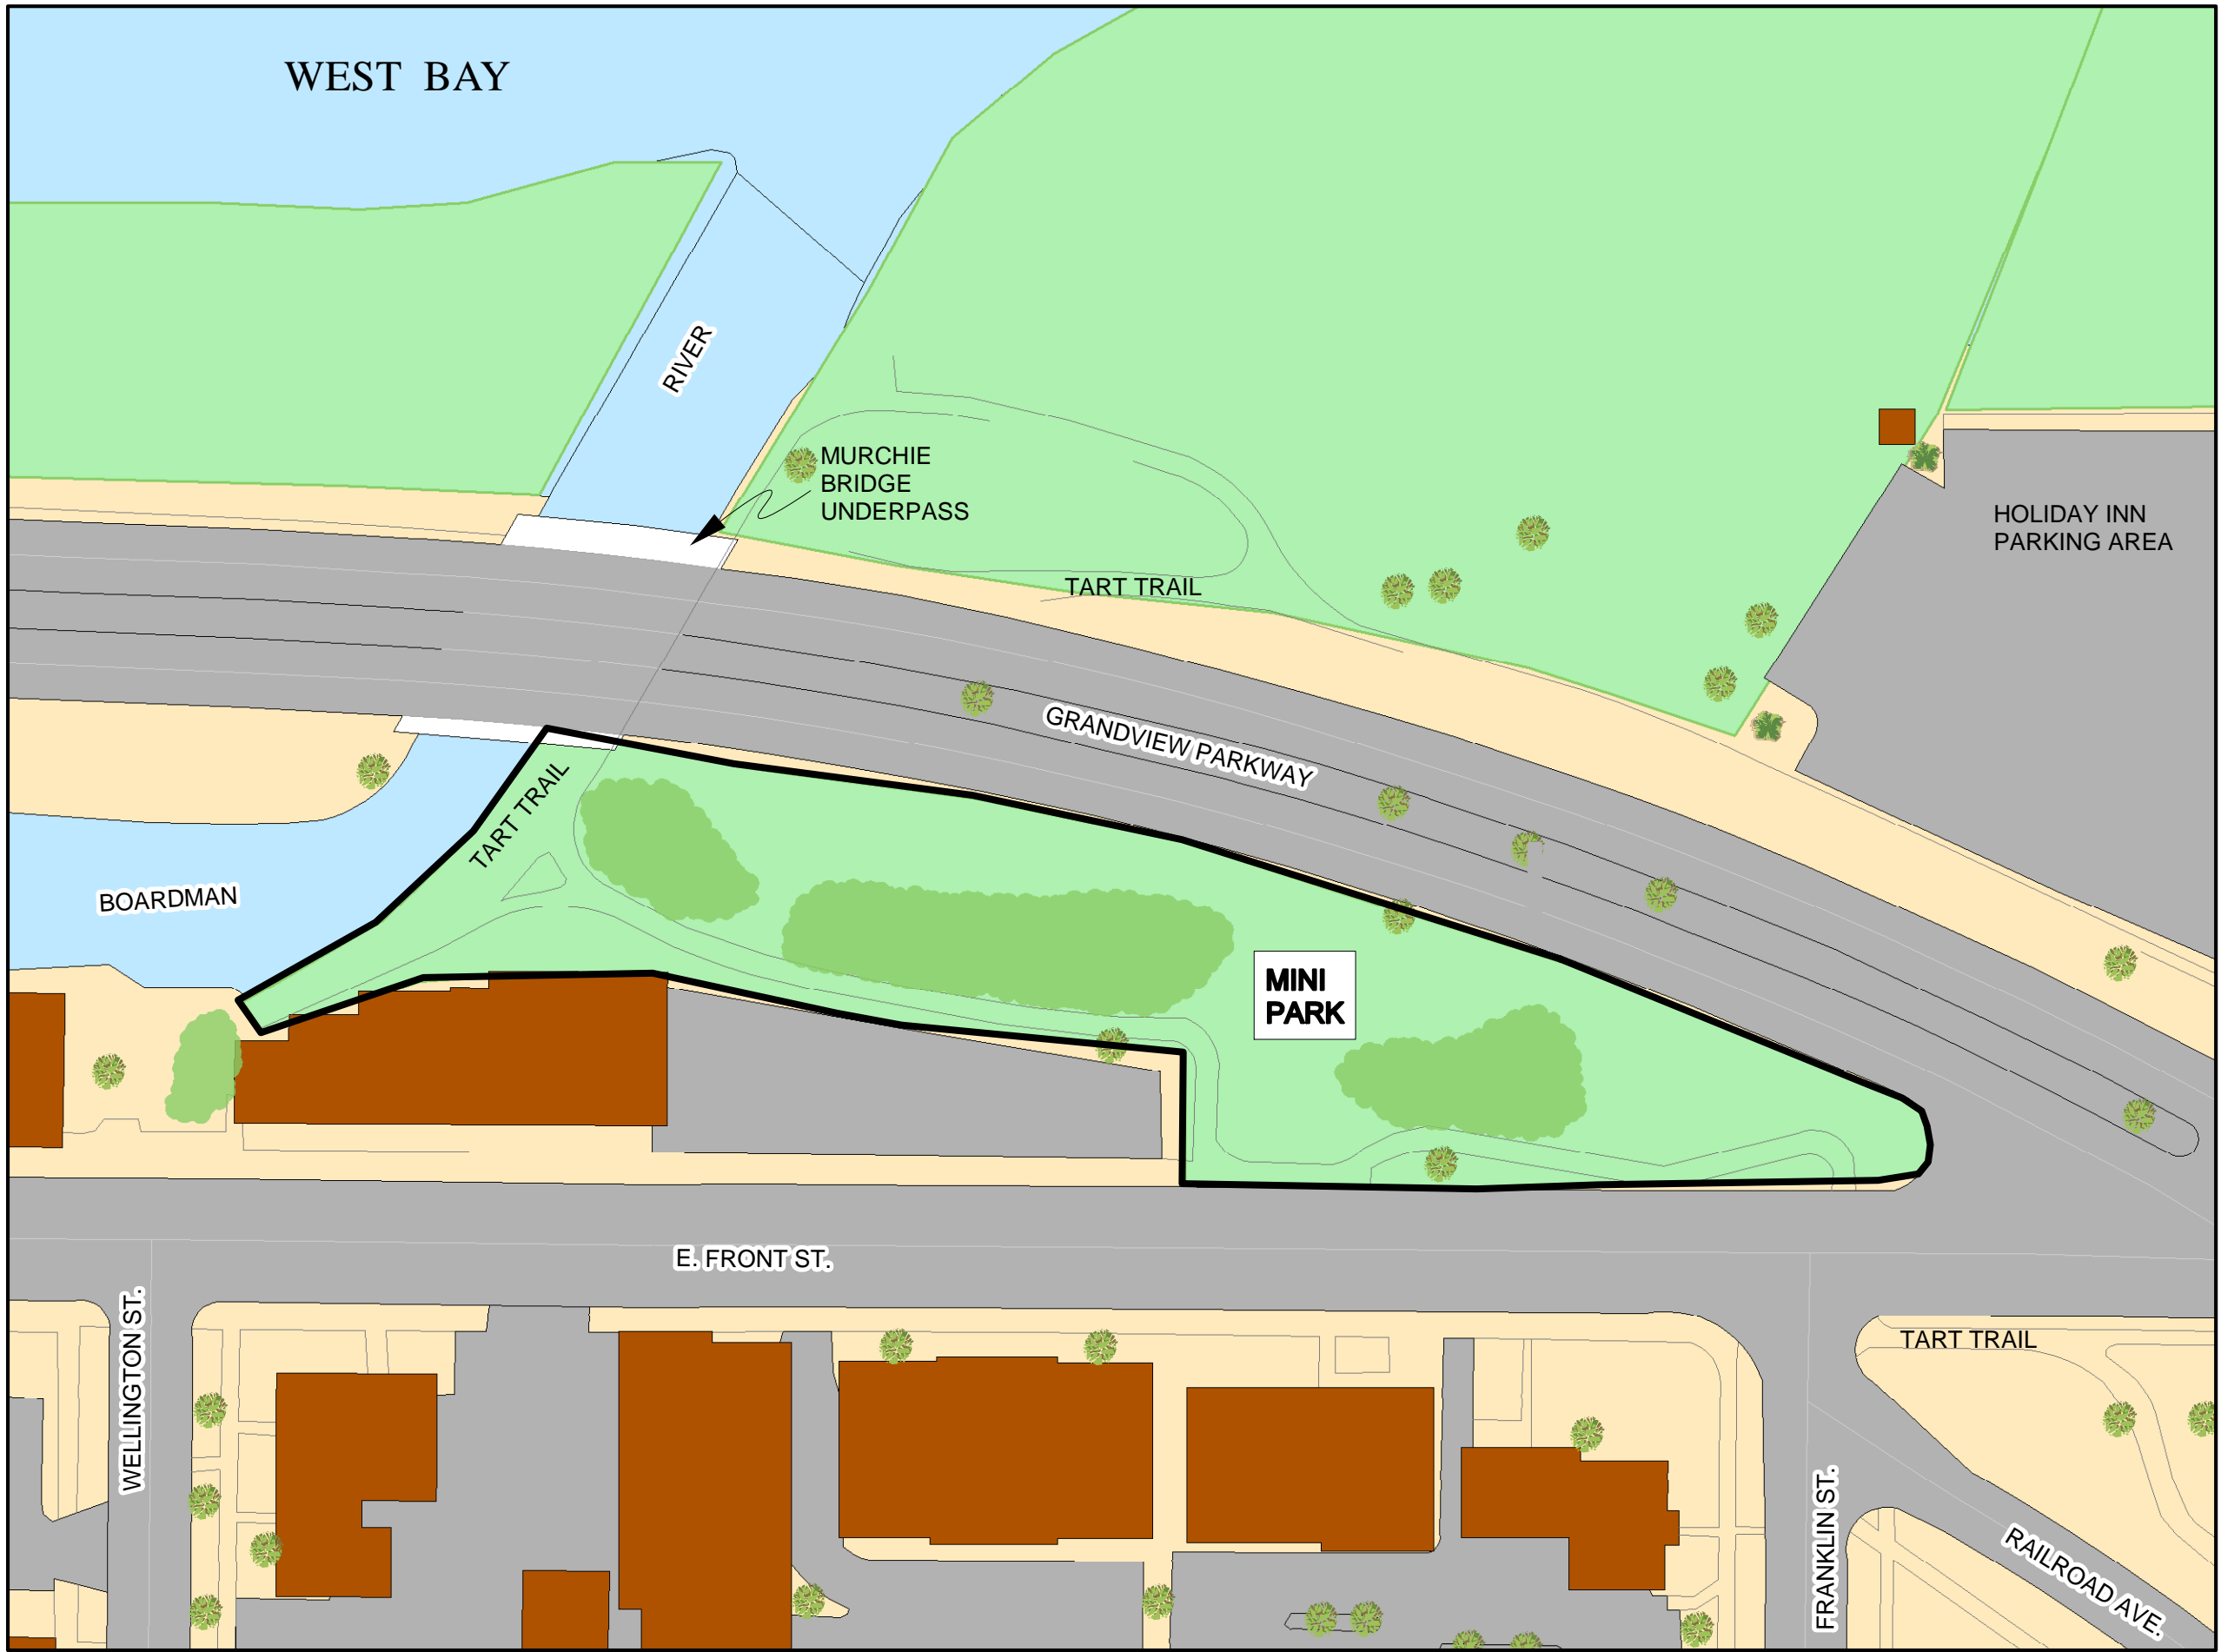 WEST BAY
RIVER
MURCHIE
BRIDGE
UNDERPASS
HOLIDAY INN
PARKING AREA
TART TRAIL
GRANDVIEW PARKWAY
TART TRAIL
BOARDMAN
MINI
PARK
E. FRONT ST.
WELLINGTON ST.
TART TRAIL
FRANKLIN ST.
RAILROAD AVE.